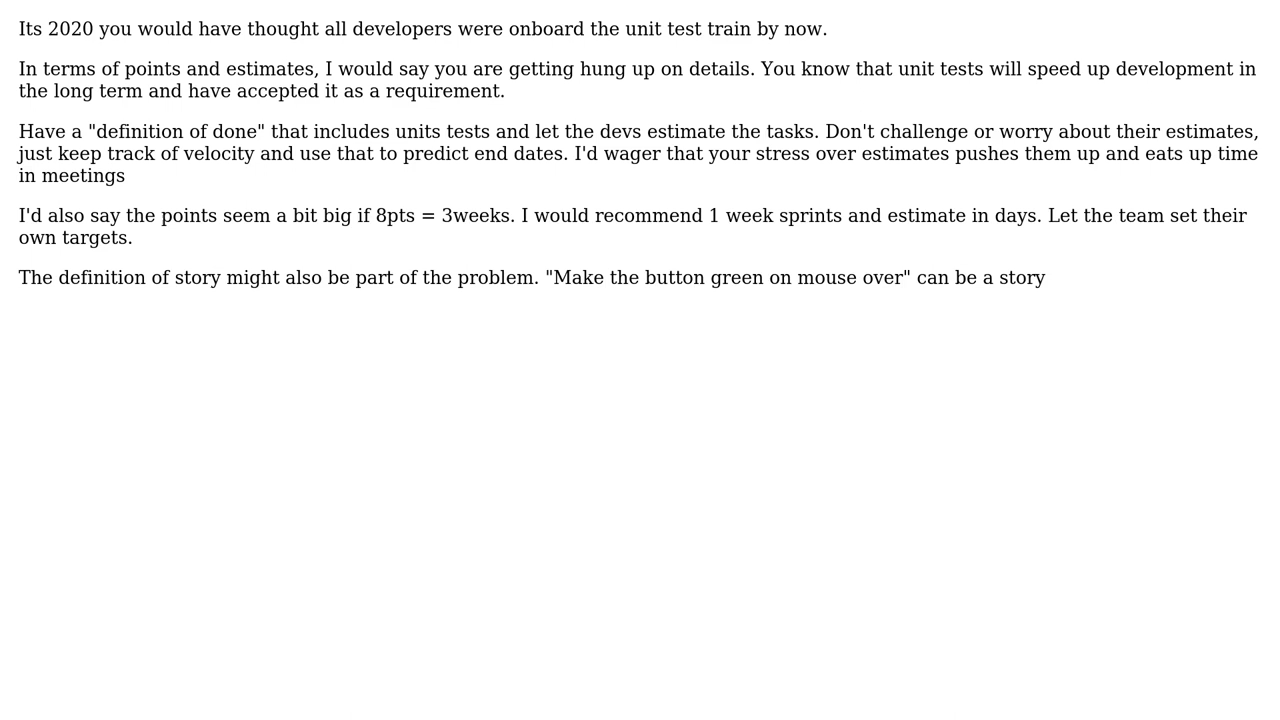 Its 2020 you would have thought all developers were onboard the unit test train by now.
In terms of points and estimates, I would say you are getting hung up on details. You know that unit tests will speed up development in
the long term and have accepted it as a requirement.
Have a "definition of done" that includes units tests and let the devs estimate the tasks. Don't challenge or worry about their estimates,
just keep track of velocity and use that to predict end dates. I'd wager that your stress over estimates pushes them up and eats up time
in meetings
I'd also say the points seem a bit big if 8pts = 3weeks. I would recommend 1 week sprints and estimate in days. Let the team set their
own targets.
The definition of story might also be part of the problem. "Make the button green on mouse over" can be a story